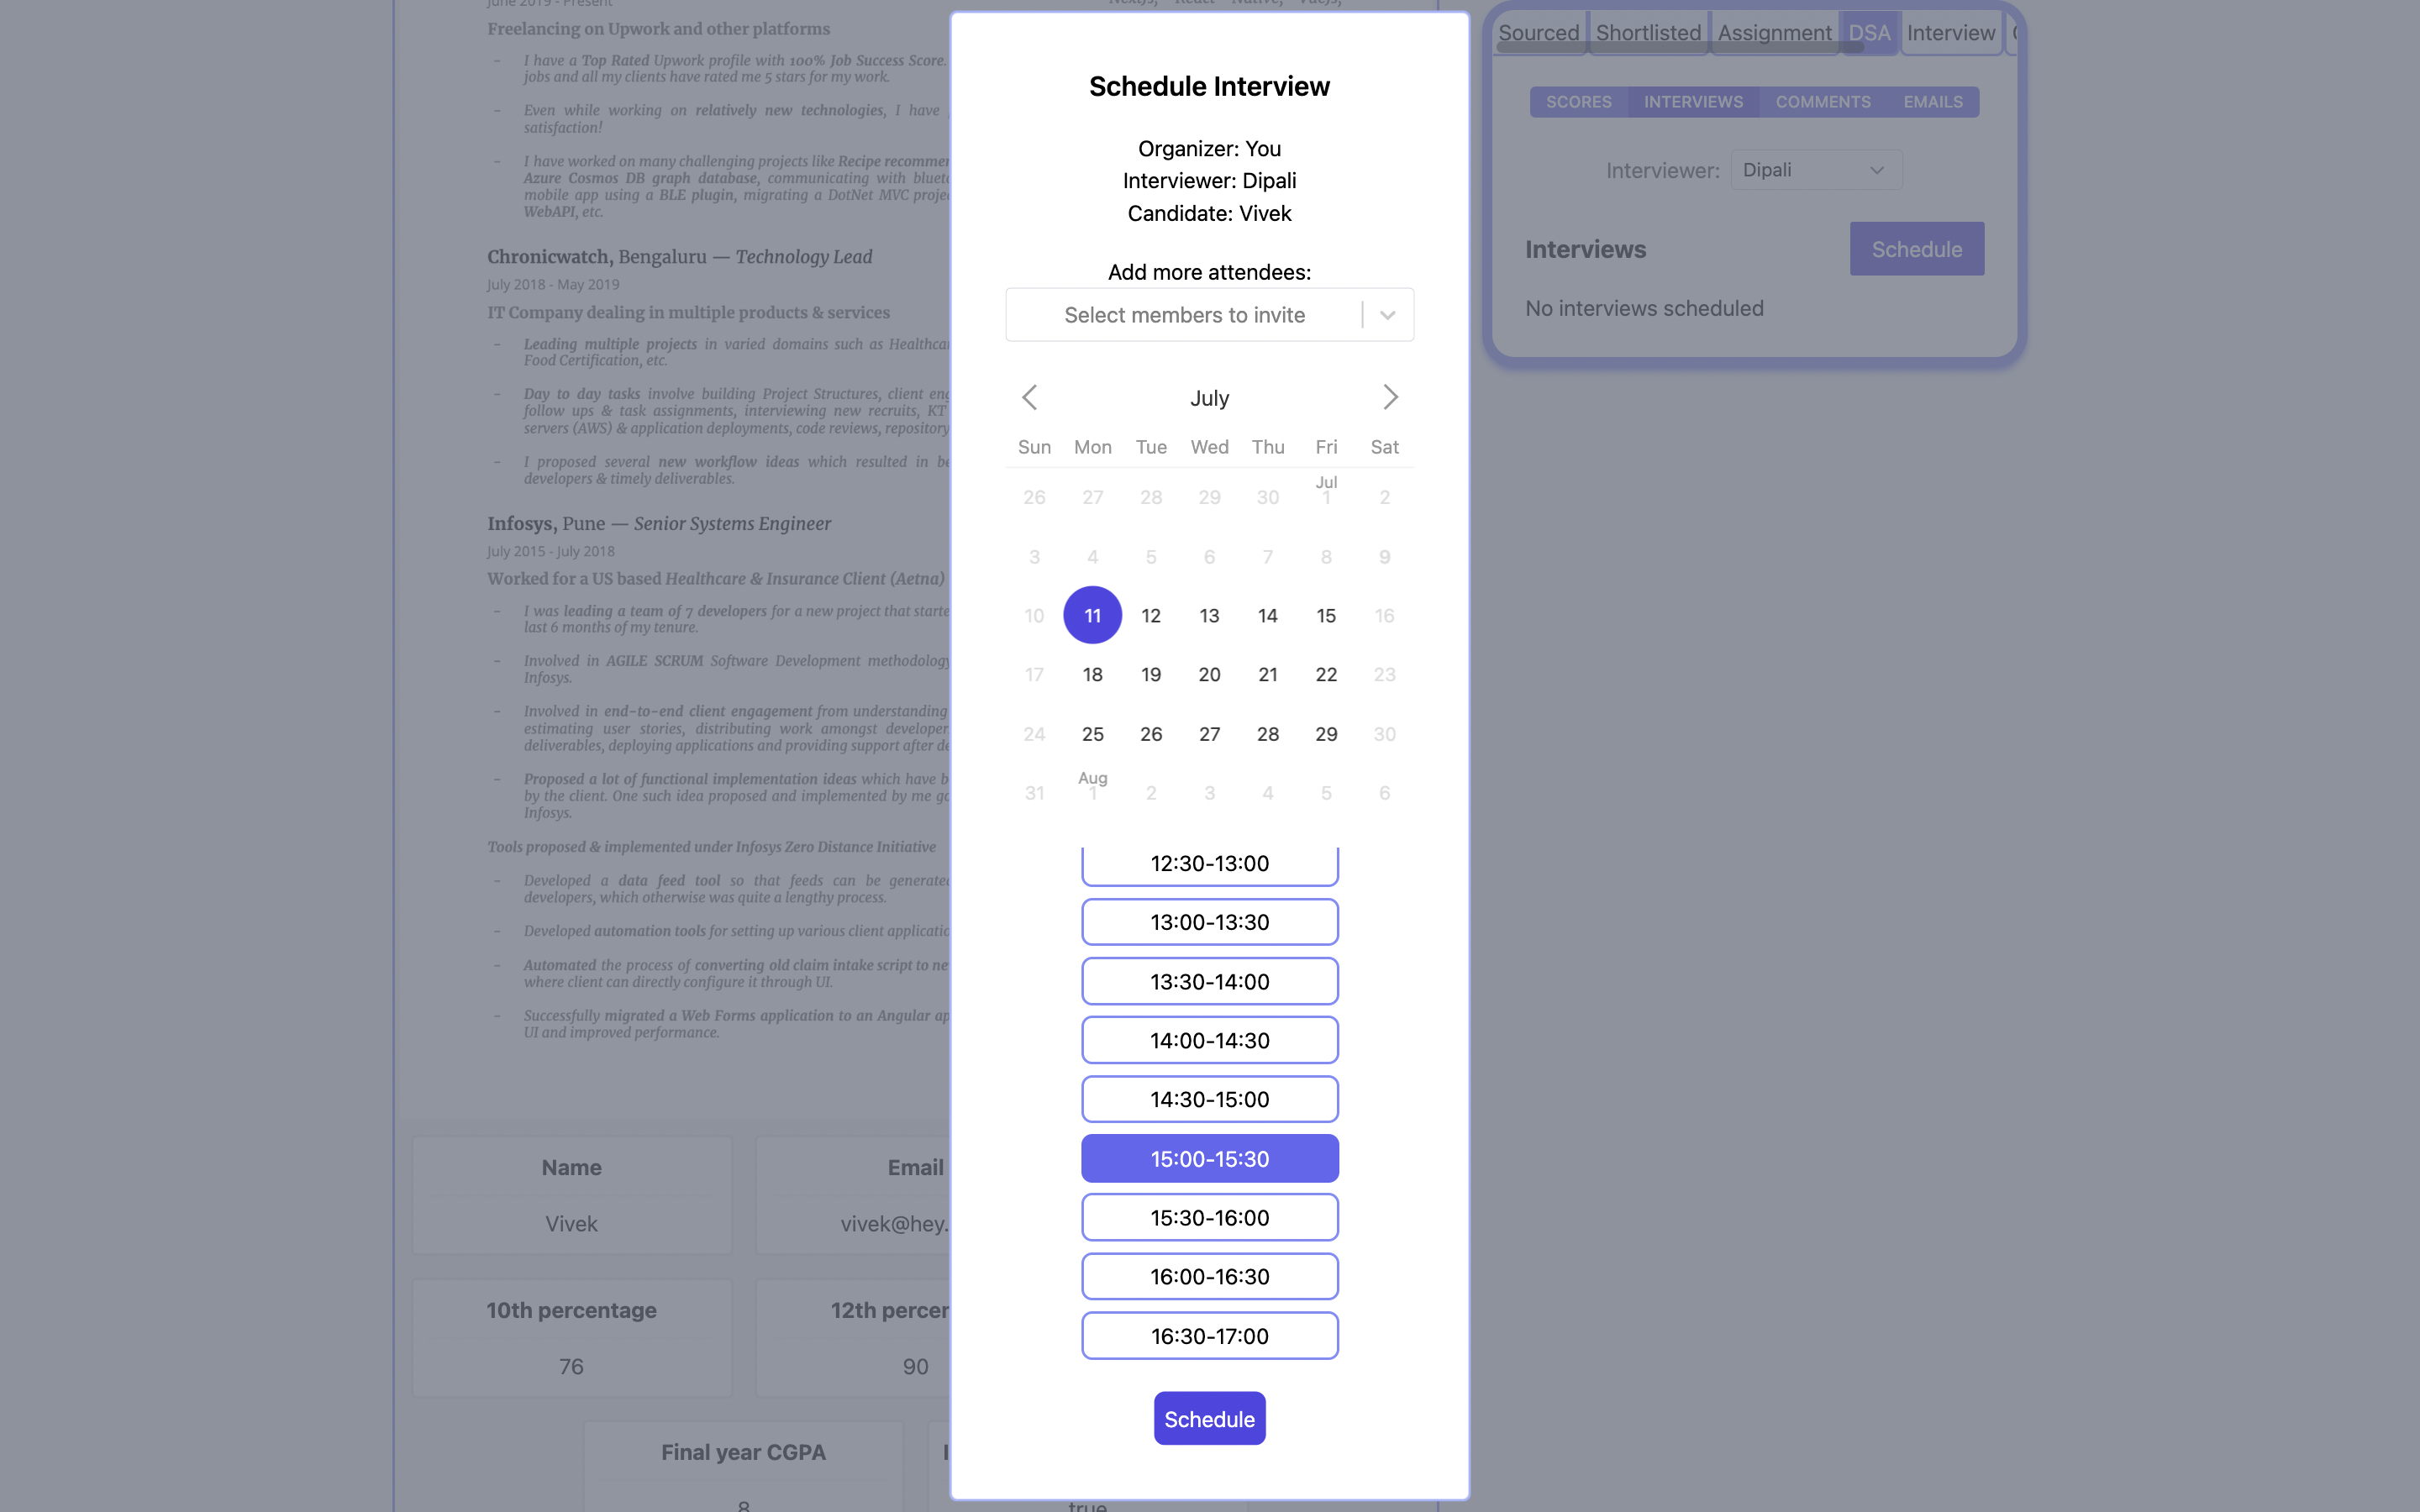 June 2019 - Present
NextJs, React Native, VueJs,
Freelancing on Upwork and other platforms
- I have a Top Rated Upwork profile with 100% Job Success Score.
jobs and all my clients have rated me 5 stars for my work.
- Even while working on relatively new technologies, I have
satisfaction!
- I have worked on many challenging projects like Recipe
Azure Cosmos DB graph database, communicating with
mobile app using a BLE plugin, migrating a DotNet MVC
WebAPI, etc.
Chronicwatch, Bengaluru — Technology Lead
July 2018 - May 2019
IT Company dealing in multiple products & services
- Leading multiple projects in varied domains such as
Food Certification, etc.
- Day to day tasks involve building Project Structures, client
follow ups & task assignments, interviewing new recruits, KT
servers (AWS) & application deployments, code reviews, repository
- I proposed several new workflow ideas which resulted in
developers & timely deliverables.
Infosys, Pune — Senior Systems Engineer
July 2015 - July 2018
Worked for a US based Healthcare & Insurance Client (Aetna)
- I was leading a team of 7 developers for a new project that
last 6 months of my tenure.
- Involved in AGILE SCRUM Software Development methodology
Infosys.
- Involved in end-to-end client engagement from understanding
estimating user stories, distributing work amongst
deliverables, deploying applications and providing support after
- Proposed a lot of functional implementation ideas which have
by the client. One such idea proposed and implemented by me
Infosys.
Tools proposed & implemented under Infosys Zero Distance Initiative
- Developed a data feed tool so that feeds can be
developers, which otherwise was quite a lengthy process.
- Developed automation tools for setting up various client
- Automated the process of converting old claim intake script to
where client can directly configure it through UI.
- Successfully migrated a Web Forms application to an Angular
UI and improved performance.
Name
Vivek
Email
vivek@hey.
10th percentage
76
12th
90
Final year CGPA
8
true
Schedule Interview
Organizer: You
Interviewer: Dipali
Candidate: Vivek
Add more attendees:
Select members to invite
July
Sun Mon Tue Wed Thu Fri Sat
Jul
26 27 28 29 30 1 2
3 4 5 6 7 8 9
10 11 12 13 14 15 16
17 18 19 20 21 22 23
24 25 26 27 28 29 30
Aug
31 1 2 3 4 5 6
12:30-13:00
13:00-13:30
13:30-14:00
14:00-14:30
14:30-15:00
15:00-15:30
15:30-16:00
16:00-16:30
16:30-17:00
Schedule
Sourced Shortlisted Assignment DSA Interview
SCORES INTERVIEWS COMMENTS EMAILS
Interviewer: Dipali
Interviews Schedule
No interviews scheduled